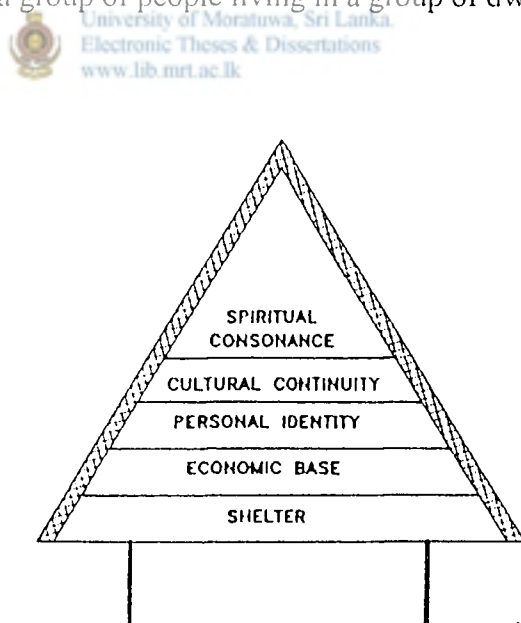 a group of people living in a group of dw
University of Moratuwa, Sri Lanka.
Electronic Theses & Dissertations
www.lib.mrt.ac.lk
SPIRITUAL
CONSONANCE
CULTURAL CONTINUITY
PERSONAL IDENTITY
ECONOMIC BASE
SHELTER